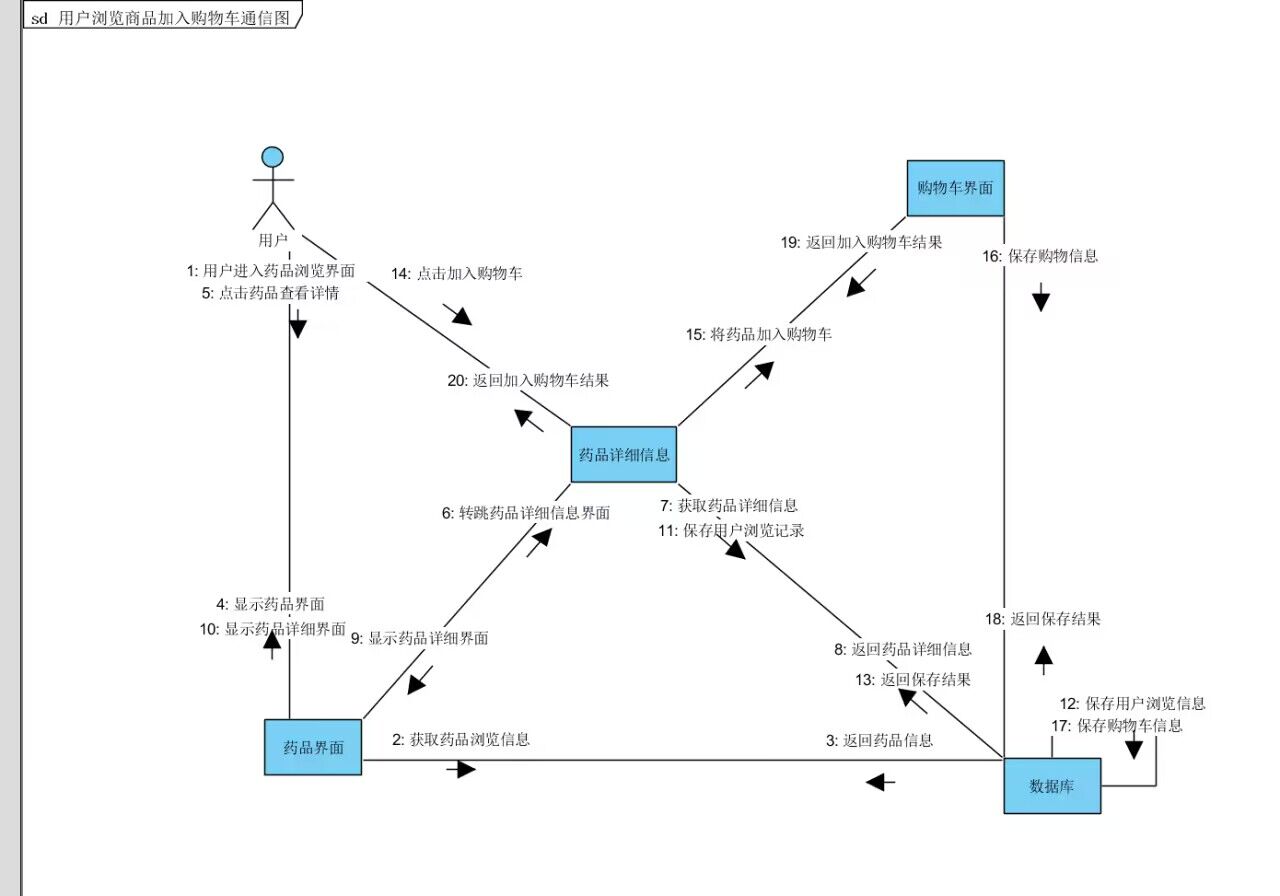 sd 用户浏览商品加入购物车通信图
用户
购物车界面
1: 用户进入药品浏览界面
5: 点击药品查看详情
14: 点击加入购物车
19: 返回加入购物车结果
16: 保存购物信息
15: 将药品加入购物车
20: 返回加入购物车结果
药品详细信息
6: 转跳药品详细信息界面
7: 获取药品详细信息
11: 保存用户浏览记录
4: 显示药品界面
10: 显示药品详细界面
9: 显示药品详细界面
18: 返回保存结果
8: 返回药品详细信息
13: 返回保存结果
12: 保存用户浏览信息
17: 保存购物车信息
药品界面
2: 获取药品浏览信息
3: 返回药品信息
数据库